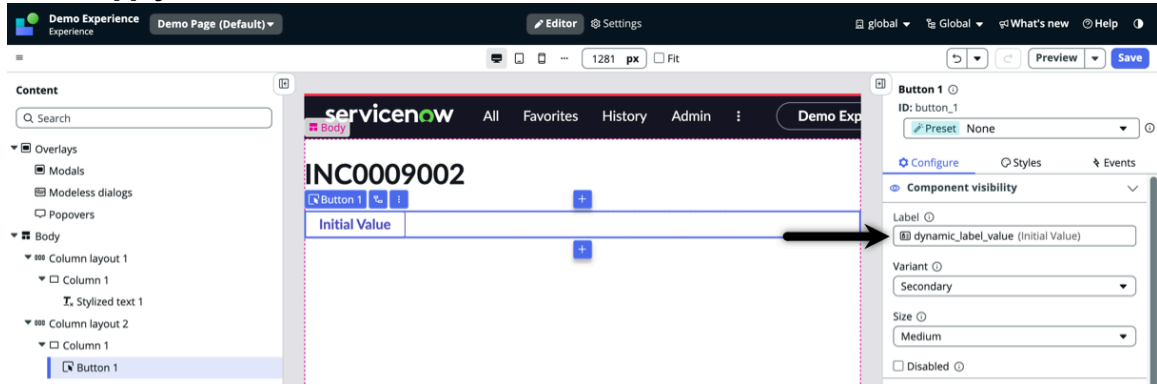 Demo Experience
Experience
Demo Page (Default)
Editor
Settings
global
Global
What's new
Help
1281 px
Fit
Preview
Save
Content
Search
Overlays
Modals
Modeless dialogs
Popovers
Body
Column layout 1
Column 1
Stylized text 1
Column layout 2
Column 1
Button 1
servicenow
All
Favorites
History
Admin
Demo Exp
Body
INC0009002
Button 1
Initial Value
Button 1
ID: button_1
Preset None
Configure
Styles
Events
Component visibility
Label
dynamic_label_value (Initial Value)
Variant
Secondary
Size
Medium
Disabled